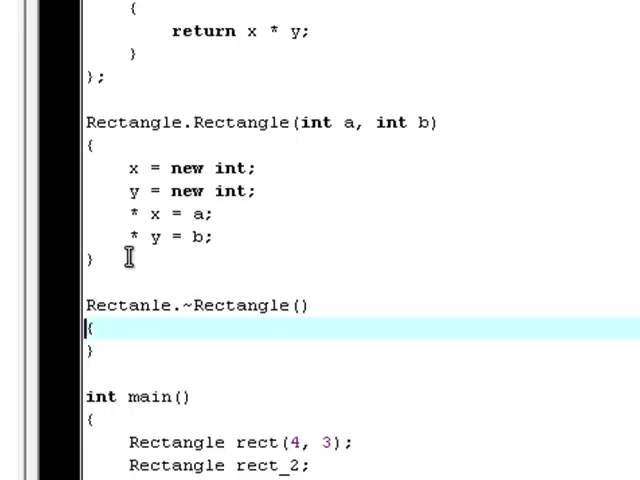 {
return x * y;
}
};
Rectangle.Rectangle(int a, int b)
{
x = new int;
y = new int;
* x = a;
* y = b;
}
Rectanle.~Rectangle()
{
}
int main()
{
Rectangle rect(4, 3);
Rectangle rect_2;